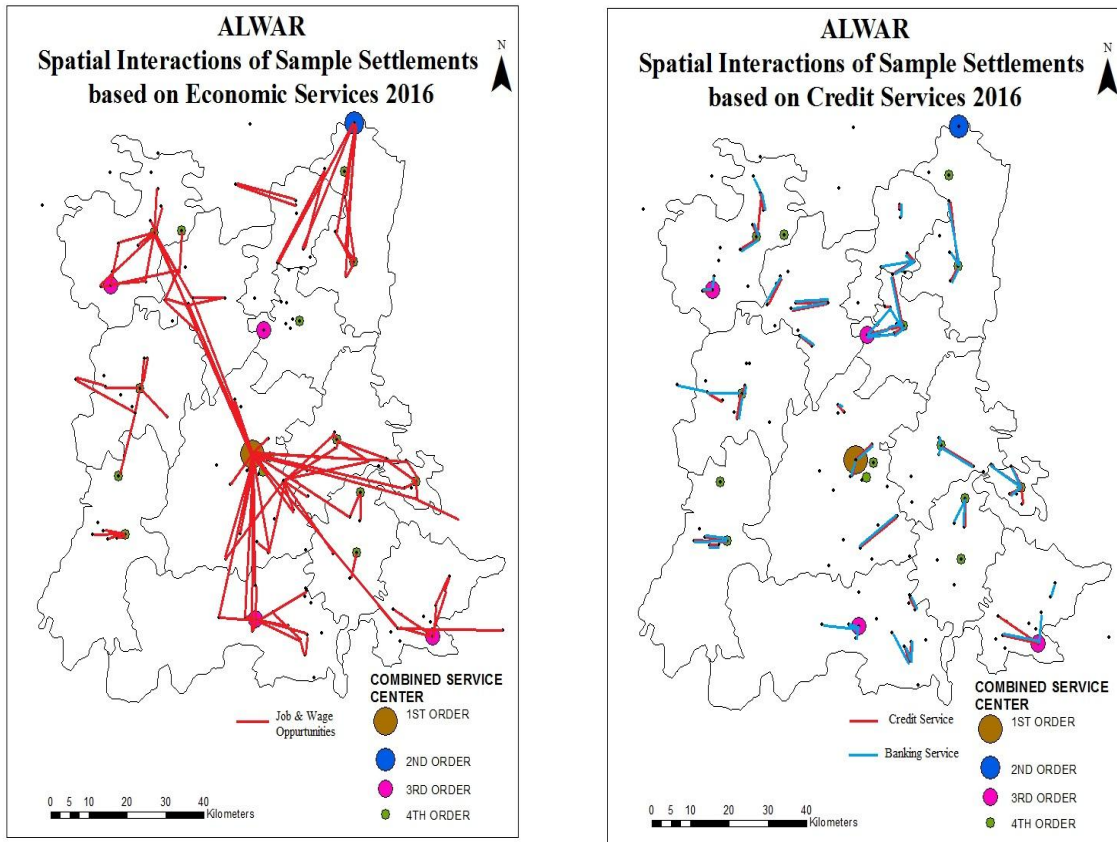 ALWAR
Spatial Interactions of Sample Settlements
based on Economic Services 2016
N
COMBINED SERVICE
CENTER
Job & Wage
Oppurtunities
1ST ORDER
2ND ORDER
3RD ORDER
4TH ORDER
0 5 10 20 30 40
Kilometers
ALWAR
Spatial Interactions of Sample Settlements
based on Credit Services 2016
N
COMBINED SERVICE
CENTER
Credit Service
Banking Service
1ST ORDER
2ND ORDER
3RD ORDER
4TH ORDER
0 5 10 20 30 40
Kilometers